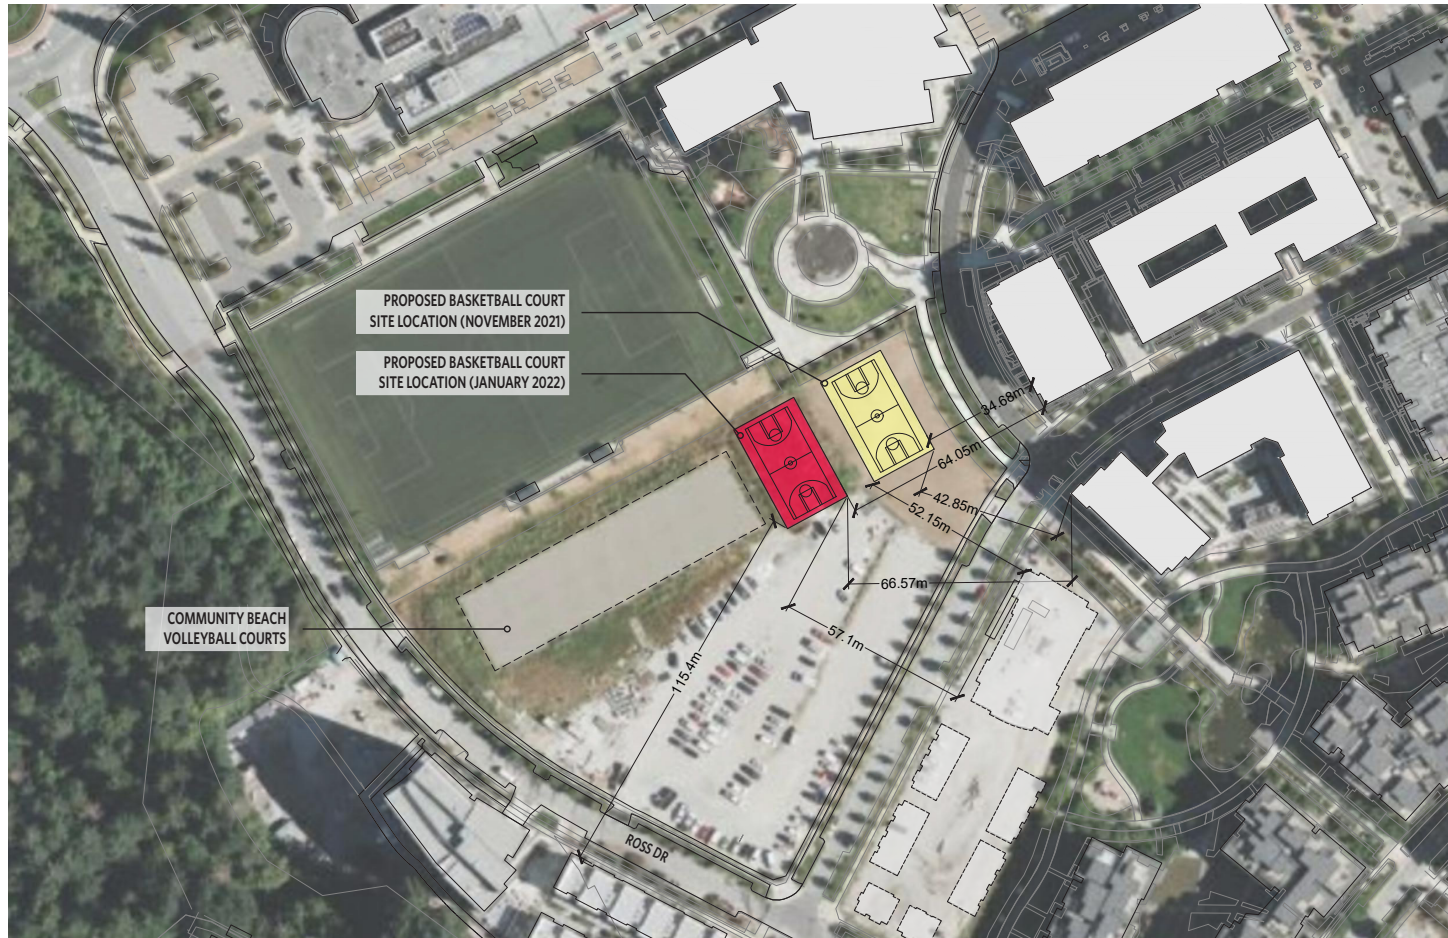 PROPOSED BASKETBALL COURT
SITE LOCATION (NOVEMBER 2021)
PROPOSED BASKETBALL COURT
SITE LOCATION (JANUARY 2022)
34.68m
64.05m
42.85m
52.15m
66.57m
COMMUNITY BEACH
VOLLEYBALL COURTS
57.1m
115.4m
ROSS DR